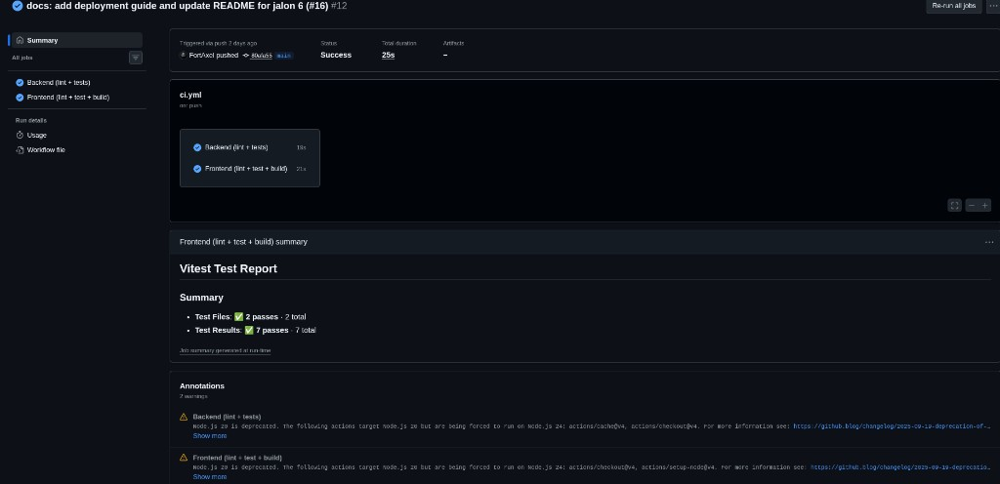 docs: add deployment guide and update README for jalon 6 (#16) #12
Re-run all jobs
Summary
All jobs
Backend (lint + tests)
Frontend (lint + test + build)
Run details
Usage
Workflow file
Triggered via push 2 days ago
Status
Total duration
Artifacts
FortAxel pushed
main
Success
25s
–
ci.yml
on: push
Backend (lint + tests)
Frontend (lint + test + build)
21s
Frontend (lint + test + build) summary
Vitest Test Report
Summary
• Test Files: ✅ 2 passes · 2 total
• Test Results: ✅ 7 passes · 7 total
Job summary generated at run-time
Annotations
2 warnings
Backend (lint + tests)
Node.js 20 is deprecated. The following actions target Node.js 20 but are being forced to run on Node.js 24: actions/cache@v4, actions/checkout@v4. For more information see: https://github.blog/changelog/2025-09-19-deprecation-of-…
Show more
Frontend (lint + test + build)
Node.js 20 is deprecated. The following actions target Node.js 20 but are being forced to run on Node.js 24: actions/checkout@v4, actions/setup-node@v4. For more information see: https://github.blog/changelog/2025-09-19-deprecatio…
Show more